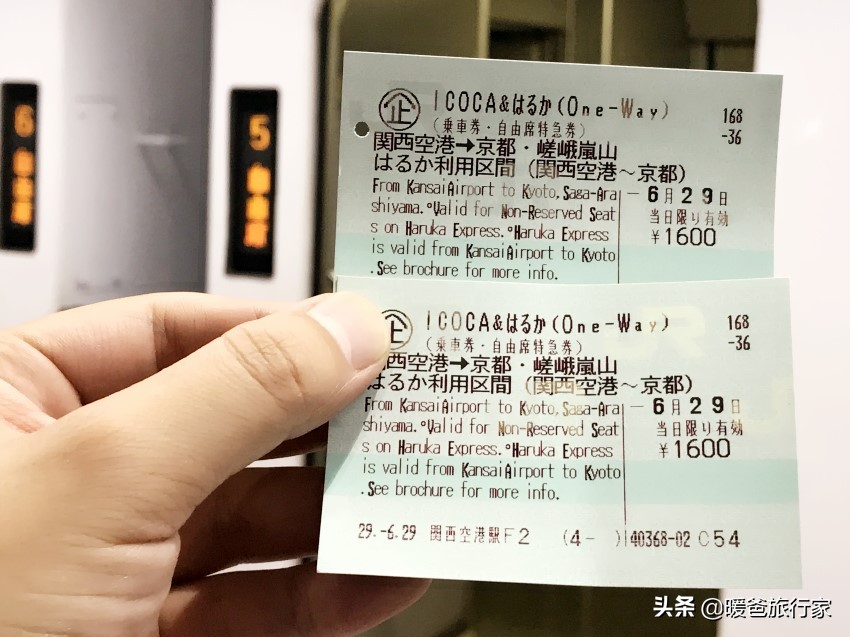 6
5
自由席
企 ICOCA&はるか(One-Way) 168
(乗車券・自由席特急券) -36
関西空港→京都・嵯峨嵐山
はるか利用区間 (関西空港～京都)
From KansaiAirport to Kyoto, Saga-Ara
shiyama.°Valid for Non-Reserved Seat
s on Haruka Express.°Haruka Express
is valid from KansaiAirport to Kyoto
.See brochure for more info.
- 6月29日
当日限り有効
¥1600
企 ICOCA&はるか(One-Way) 168
(乗車券・自由席特急券) -36
西空港→京都・嵯峨嵐山
はるか利用区間 (関西空港～京都)
From KansaiAirport to Kyoto, Saga-Ara
shiyama.°Valid for Non-Reserved Seat
s on Haruka Express.°Haruka Express
is valid from KansaiAirport to Kyoto
.See brochure for more info.
- 6月29日
当日限り有効
¥1600
29.-6.29 関西空港駅F2 (4- )140368-02 C54
头条 @暖爸旅行家